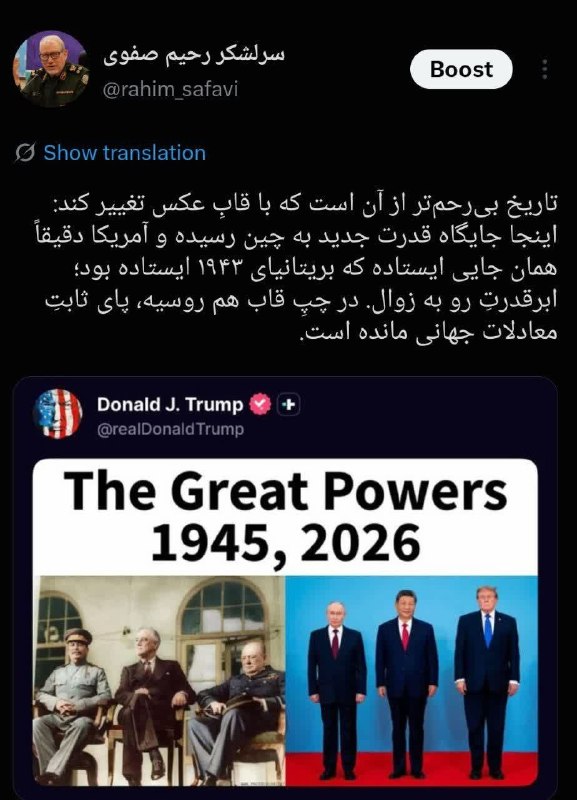 سرلشکر رحیم صفوی
@rahim_safavi
Boost
Show translation
تاریخ بی‌رحم‌تر از آن است که با قابِ عکس تغییر کند:
اینجا جایگاه قدرت جدید به چین رسیده و آمریکا دقیقاً
همان جایی ایستاده که بریتانیای ۱۹۴۳ ایستاده بود؛
ابرقدرتِ رو به زوال. در چپِ قاب هم روسیه، پای ثابتِ
معادلات جهانی مانده است.
Donald J. Trump
@realDonaldTrump
The Great Powers
1945, 2026